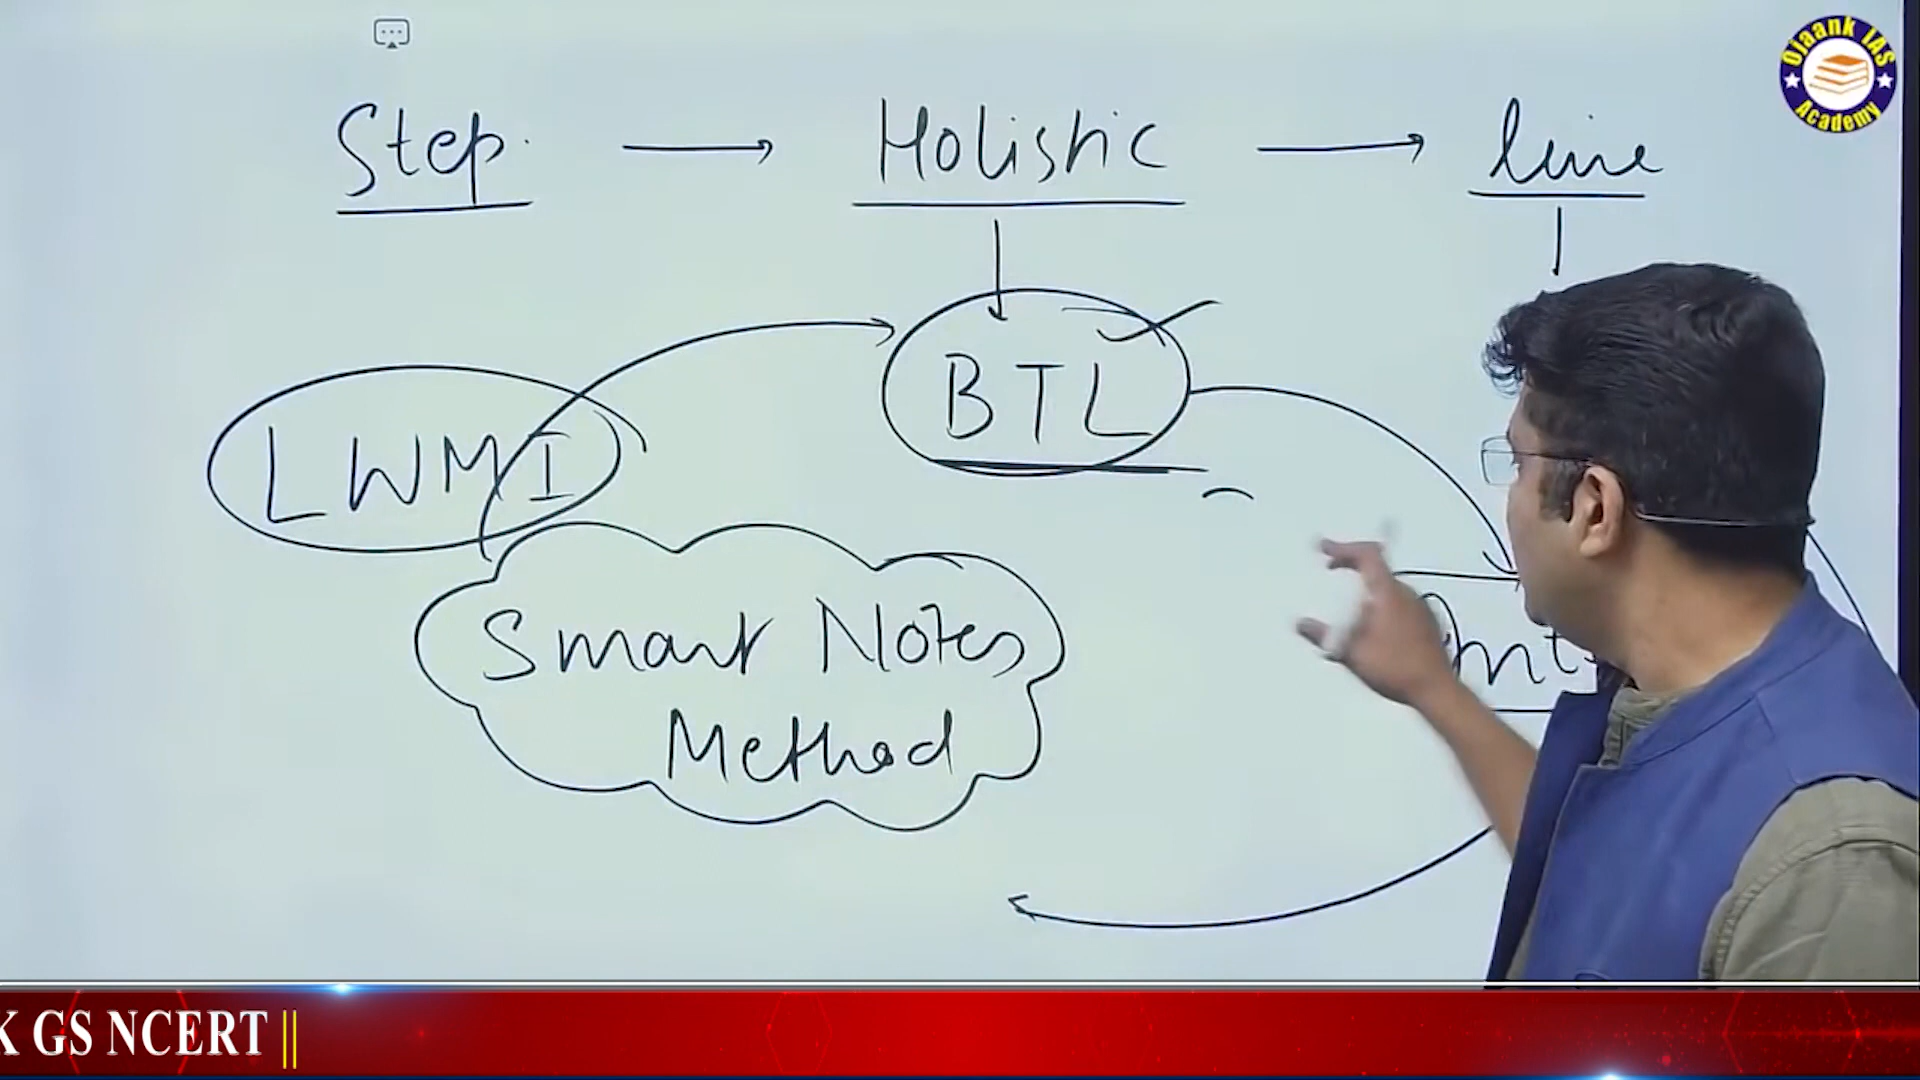 Ojaank IAS
Academy
Step. → Holistic → line
BTL
LWMI
Smart Notes
Method
K GS NCERT ||